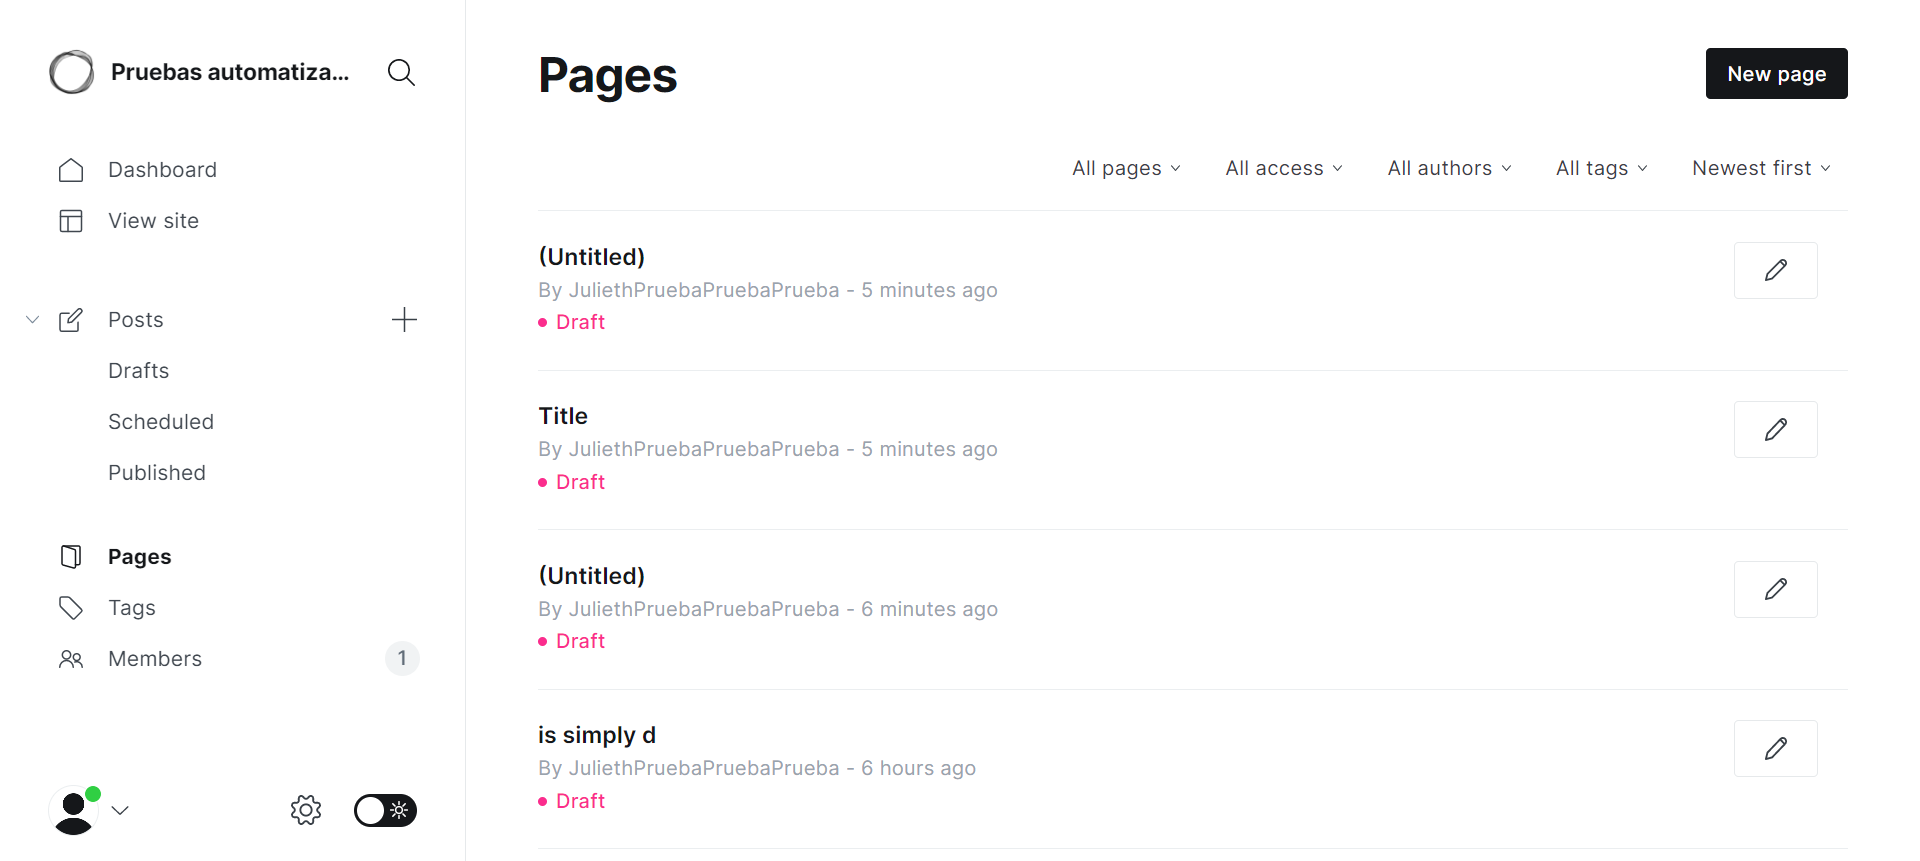 Pruebas automatiza...
Dashboard
View site
Posts
Drafts
Scheduled
Published
Pages
Tags
Members
1
Pages
New page
All pages
All access
All authors
All tags
Newest first
(Untitled)
By JuliethPruebaPruebaPrueba - 5 minutes ago
Draft
Title
By JuliethPruebaPruebaPrueba - 5 minutes ago
Draft
(Untitled)
By JuliethPruebaPruebaPrueba - 6 minutes ago
Draft
is simply d
By JuliethPruebaPruebaPrueba - 6 hours ago
Draft